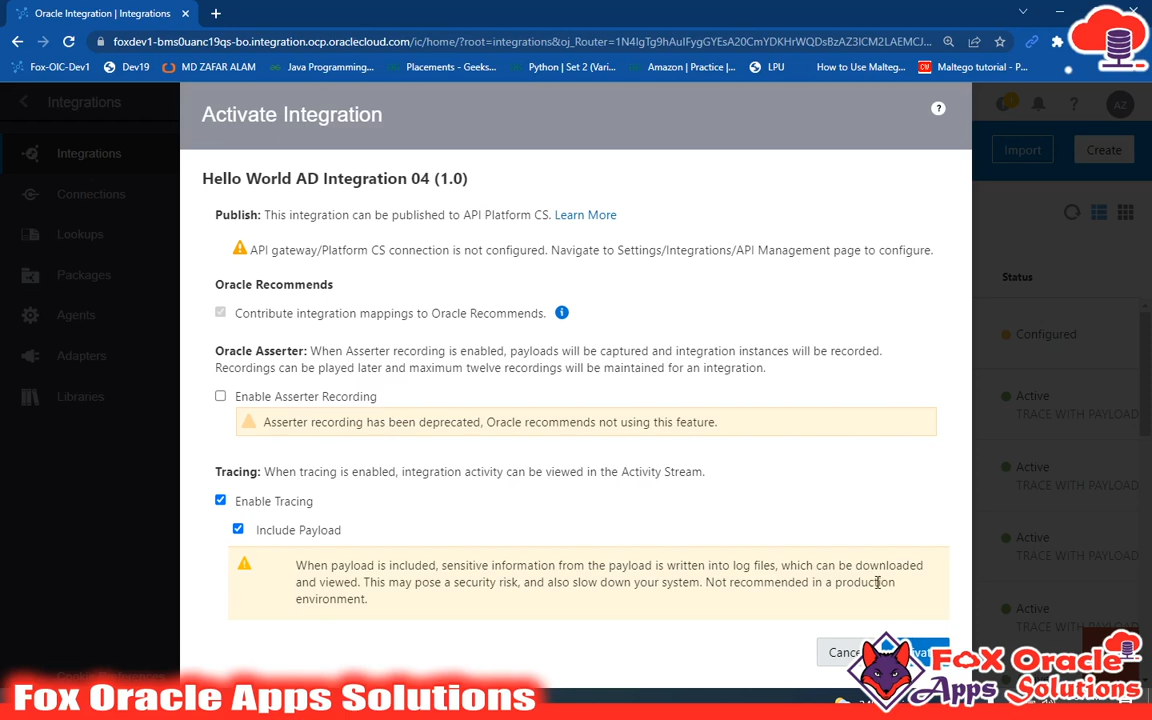 Oracle Integration | Integrations
foxdev1-bms0uanc19qs-bo.integration.ocp.oraclecloud.com/ic/home/?root=integrations&oj_Router=1N4IgTg9hAuIFygGYEsA20CmYDKHrWQDsBzAZ3ICM2LAEMCJ...
Fox-OIC-Dev1 Dev19 MD ZAFAR ALAM Java Programming... Placements - Geeks... Python | Set 2 (Vari... Amazon | Practice |... LPU How to Use Malteg... Maltego tutorial - P...
Integrations
Activate Integration
?
AZ
Integrations
Import
Create
Connections
Hello World AD Integration 04 (1.0)
Publish: This integration can be published to API Platform CS. Learn More
Lookups
API gateway/Platform CS connection is not configured. Navigate to Settings/Integrations/API Management page to configure.
Packages
Oracle Recommends
Status
Contribute integration mappings to Oracle Recommends.
Agents
Configured
Oracle Asserter: When Asserter recording is enabled, payloads will be captured and integration instances will be recorded.
Recordings can be played later and maximum twelve recordings will be maintained for an integration.
Adapters
Enable Asserter Recording
Libraries
Active
TRACE WITH PAYLOAD
Asserter recording has been deprecated, Oracle recommends not using this feature.
Tracing: When tracing is enabled, integration activity can be viewed in the Activity Stream.
Active
TRACE WITH PAYLOAD
Enable Tracing
Include Payload
Active
TRACE WITH PAYLOAD
When payload is included, sensitive information from the payload is written into log files, which can be downloaded
and viewed. This may pose a security risk, and also slow down your system. Not recommended in a production
environment.
Active
TRACE WITH
Fox Oracle
Apps Solutions
Fox Oracle Apps Solutions